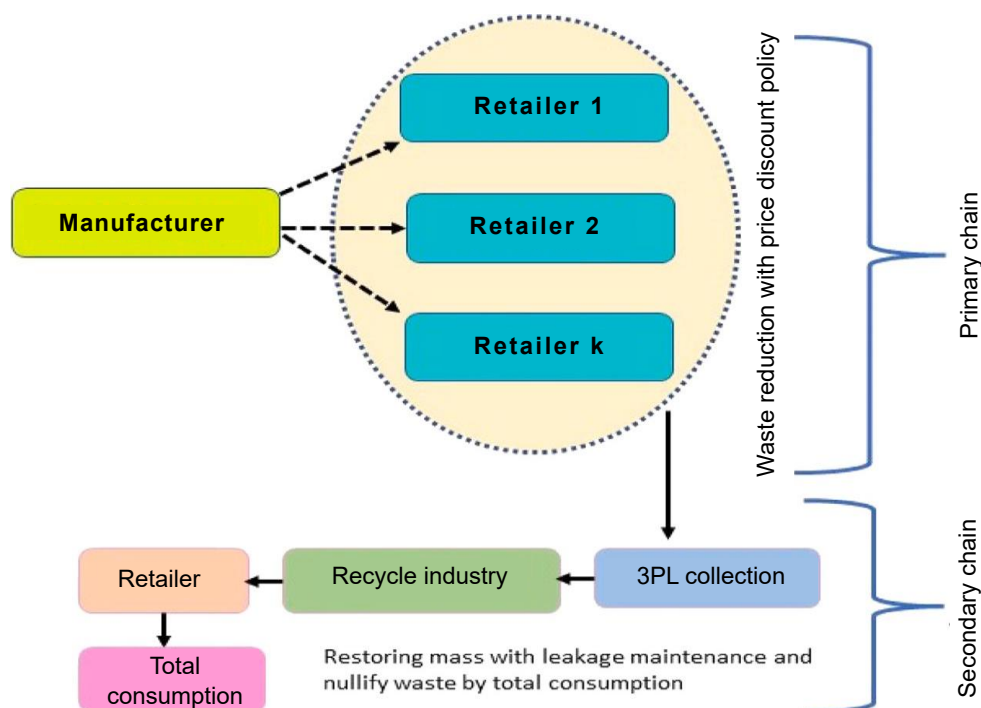 Retailer 1
Manufacturer
Retailer 2
Retailer k
Waste reduction with price discount policy
Primary chain
Retailer
Recycle industry
3PL collection
Total
consumption
Restoring mass with leakage maintenance and
nullify waste by total consumption
Secondary chain